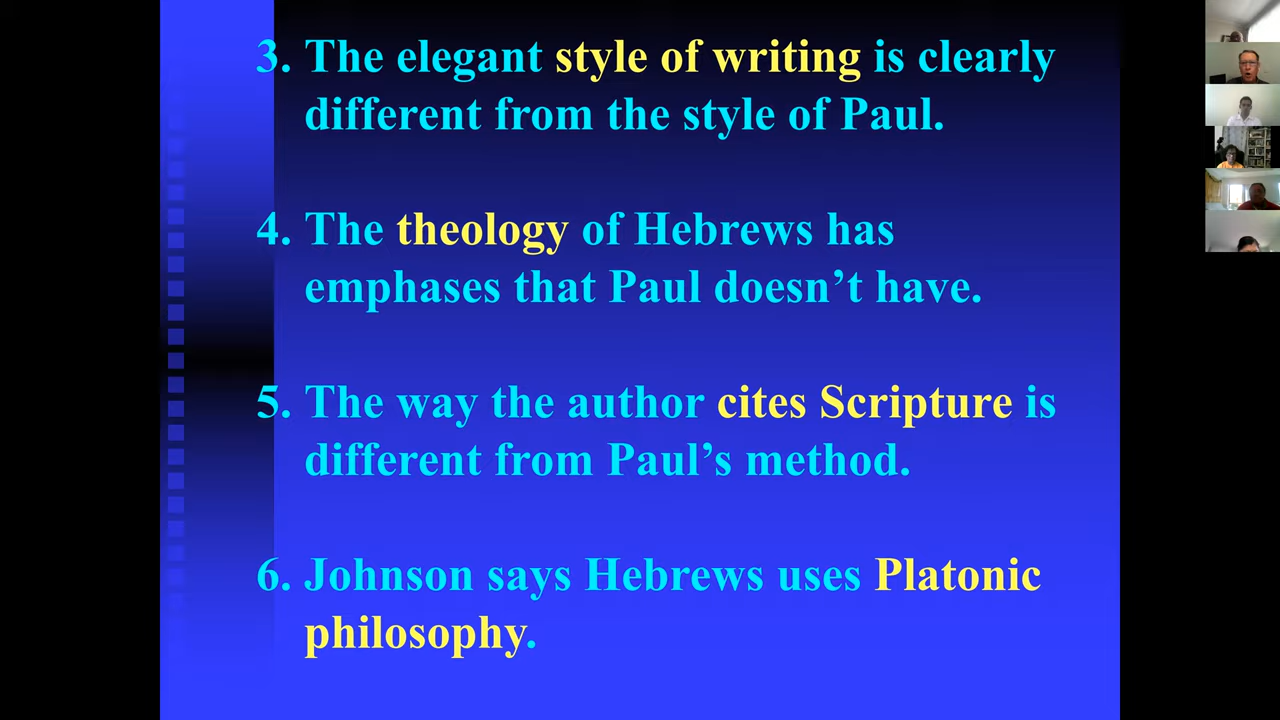 3. The elegant style of writing is clearly
different from the style of Paul.
4. The theology of Hebrews has
emphases that Paul doesn’t have.
5. The way the author cites Scripture is
different from Paul’s method.
6. Johnson says Hebrews uses Platonic
philosophy.